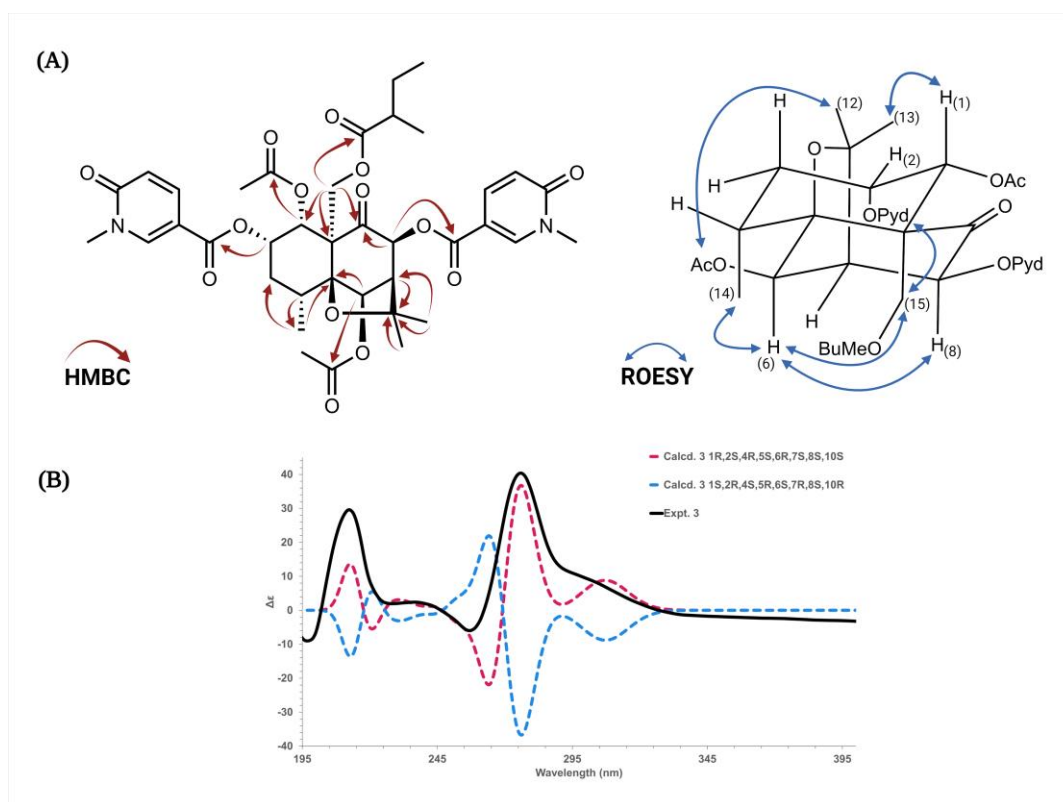 (A)
O
O
O
N
O
O
O
O
O
O
O
O
N
O
O
O
O
HMBC
H
(12)
(13)
H(1)
O
H(2)
H
OAc
H
OPyd
O
AcO
OPyd
(14)
H
(15)
H
(6)
BuMeO
H(8)
ROESY
(B)
Calcd. 3 1R,2S,4R,5S,6R,7S,8S,10S
Calcd. 3 1S,2R,4S,5R,6S,7R,8S,10R
Expt. 3
40
30
20
10
0
-10
-20
-30
-40
Δε
195
245
295
345
395
Wavelength (nm)